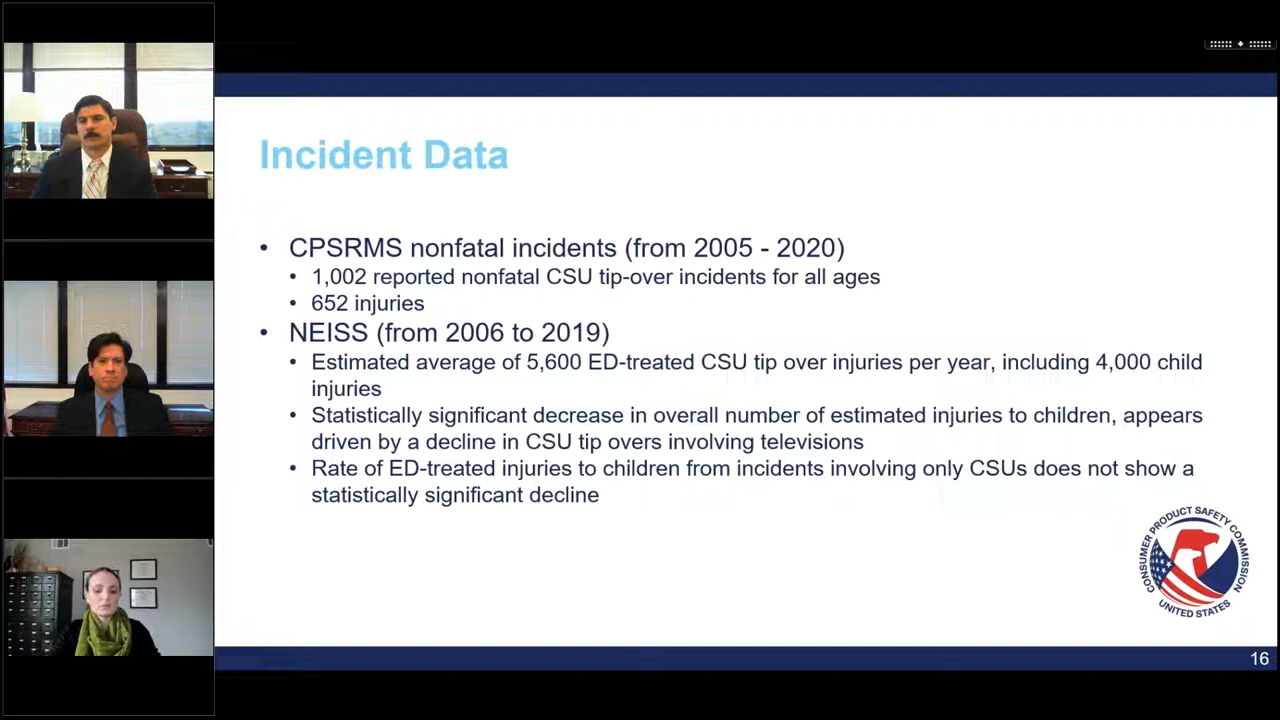 Incident Data
• CPSRMS nonfatal incidents (from 2005 - 2020)
• 1,002 reported nonfatal CSU tip-over incidents for all ages
• 652 injuries
• NEISS (from 2006 to 2019)
• Estimated average of 5,600 ED-treated CSU tip over injuries per year, including 4,000 child
injuries
• Statistically significant decrease in overall number of estimated injuries to children, appears
driven by a decline in CSU tip overs involving televisions
• Rate of ED-treated injuries to children from incidents involving only CSUs does not show a
statistically significant decline
CONSUMER PRODUCT SAFETY COMMISSION
UNITED STATES
16